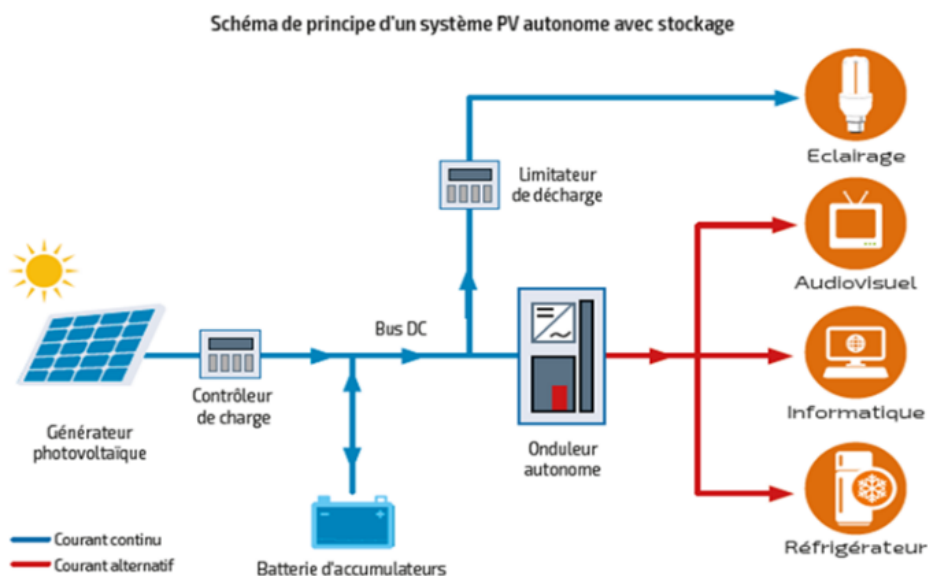 Schéma de principe d'un système PV autonome avec stockage
Eclairage
Limitateur
de décharge
Audiovisuel
Bus DC
Contrôleur
de charge
Informatique
Générateur
photovoltaïque
Onduleur
autonome
Réfrigérateur
Courant continu
Courant alternatif
Batterie d'accumulateurs